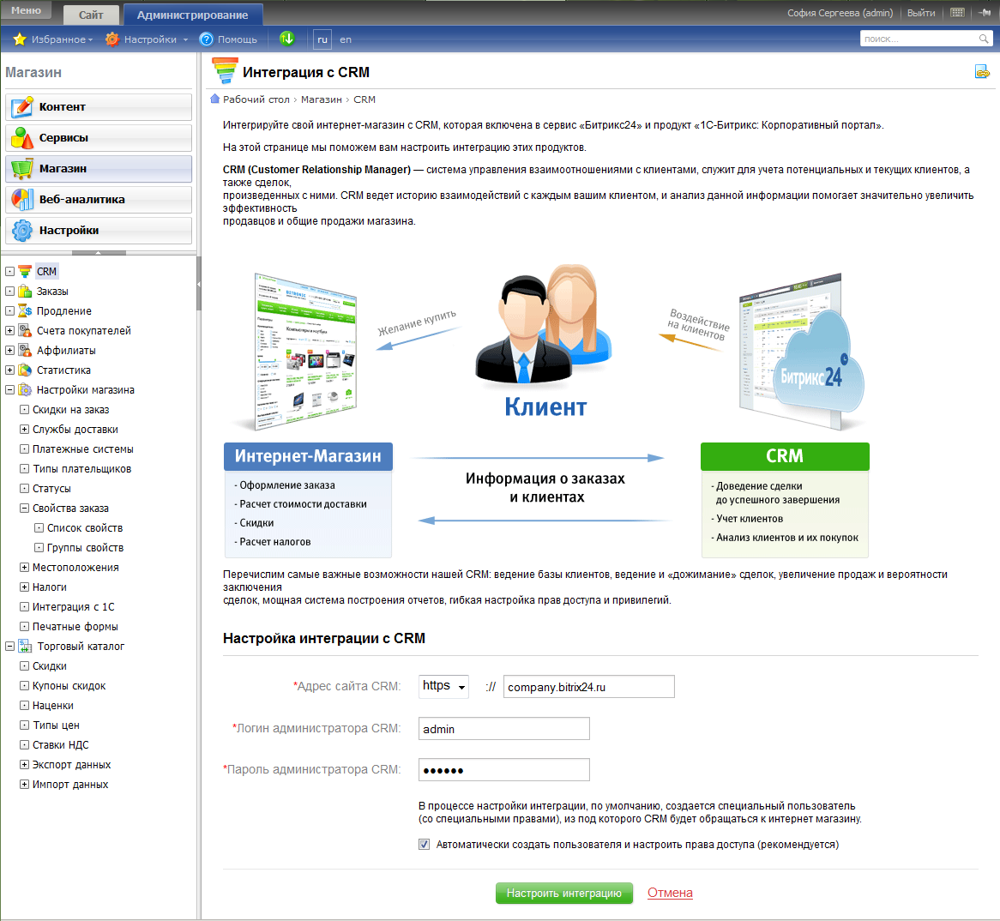 Меню
Сайт
Администрирование
София Сергеева (admin)
Выйти
Избранное
Настройки
Помощь
ru
en
поиск...
Магазин
Контент
Сервисы
Магазин
Веб-аналитика
Настройки
CRM
Заказы
Продление
Счета покупателей
Аффилиаты
Статистика
Настройки магазина
Скидки на заказ
Службы доставки
Платежные системы
Типы плательщиков
Статусы
Свойства заказа
Список свойств
Группы свойств
Местоположения
Налоги
Интеграция с 1С
Печатные формы
Торговый каталог
Скидки
Купоны скидок
Наценки
Типы цен
Ставки НДС
Экспорт данных
Импорт данных
Интеграция с CRM
Рабочий стол › Магазин › CRM
Интегрируйте свой интернет-магазин с CRM, которая включена в сервис «Битрикс24» и продукт «1С-Битрикс: Корпоративный портал».
На этой странице мы поможем вам настроить интеграцию этих продуктов.
CRM (Customer Relationship Manager) — система управления взаимоотношениями с клиентами, служит для учета потенциальных и текущих клиентов, а
также сделок,
произведенных с ними. CRM ведет историю взаимодействий с каждым вашим клиентом, и анализ данной информации помогает значительно увеличить
эффективность
продавцов и общие продажи магазина.
Желание купить
Воздействие
на клиентов
Битрикс24
Клиент
Интернет-Магазин
- Оформление заказа
- Расчет стоимости доставки
- Скидки
- Расчет налогов
Информация о заказах
и клиентах
CRM
- Доведение сделки
до успешного завершения
- Учет клиентов
- Анализ клиентов и их покупок
Перечислим самые важные возможности нашей CRM: ведение базы клиентов, ведение и «дожимание» сделок, увеличение продаж и вероятности
заключения
сделок, мощная система построения отчетов, гибкая настройка прав доступа и привилегий.
Настройка интеграции с CRM
*Адрес сайта CRM: https :// company.bitrix24.ru
*Логин администратора CRM: admin
*Пароль администратора CRM: ●●●●●●
В процессе настройки интеграции, по умолчанию, создается специальный пользователь
(со специальными правами), из под которого CRM будет обращаться к интернет магазину.
Автоматически создать пользователя и настроить права доступа (рекомендуется)
Настроить интеграцию
Отмена